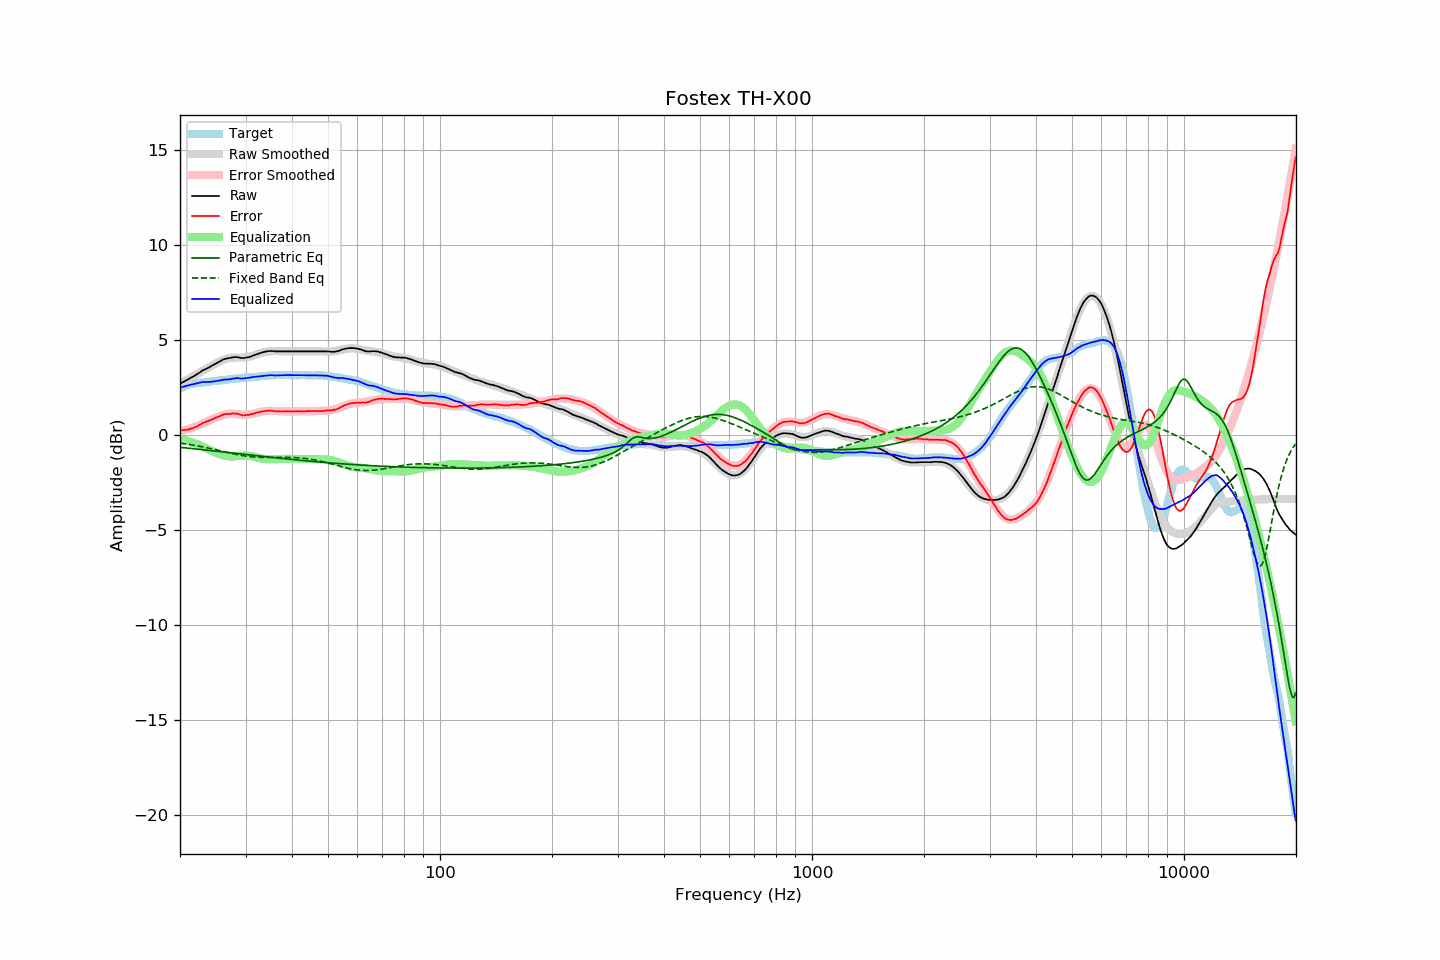 Fostex TH-X00
Target
Raw Smoothed
Error Smoothed
Raw
Error
Equalization
Parametric Eq
Fixed Band Eq
Equalized
15
10
5
0
−5
−10
−15
−20
Amplitude (dBr)
100
1000
10000
Frequency (Hz)